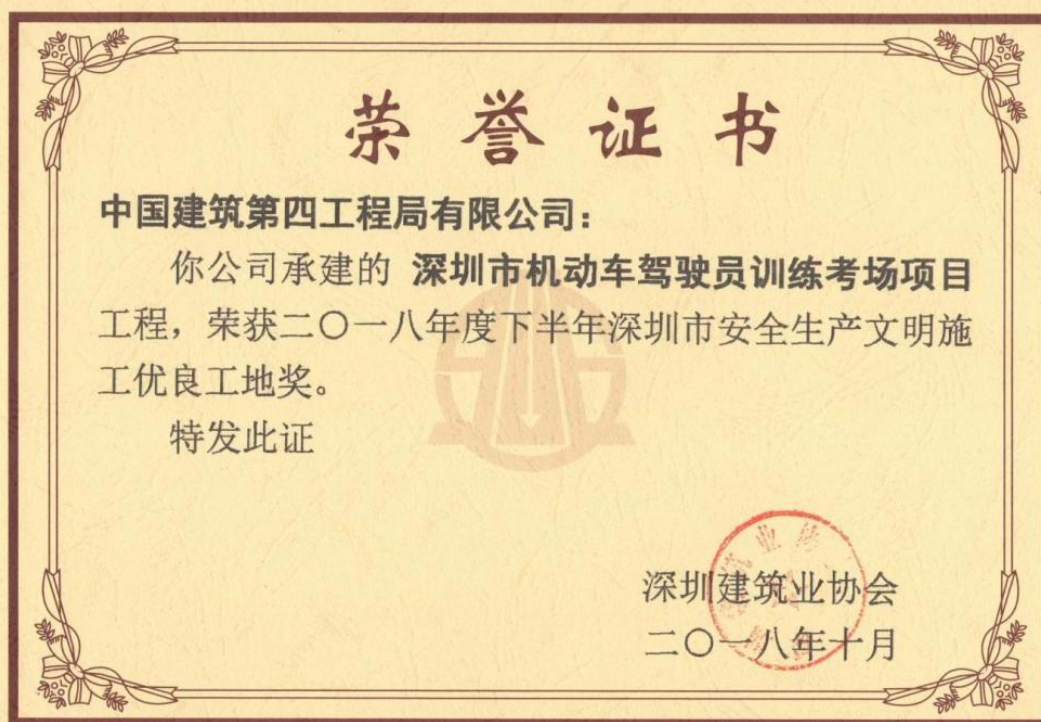 荣誉证书
中国建筑第四工程局有限公司：
你公司承建的 深圳市机动车驾驶员训练考场项目
工程，荣获二〇一八年度下半年深圳市安全生产文明施
工优良工地奖。
特发此证
深圳建筑业协会
二〇一八年十月